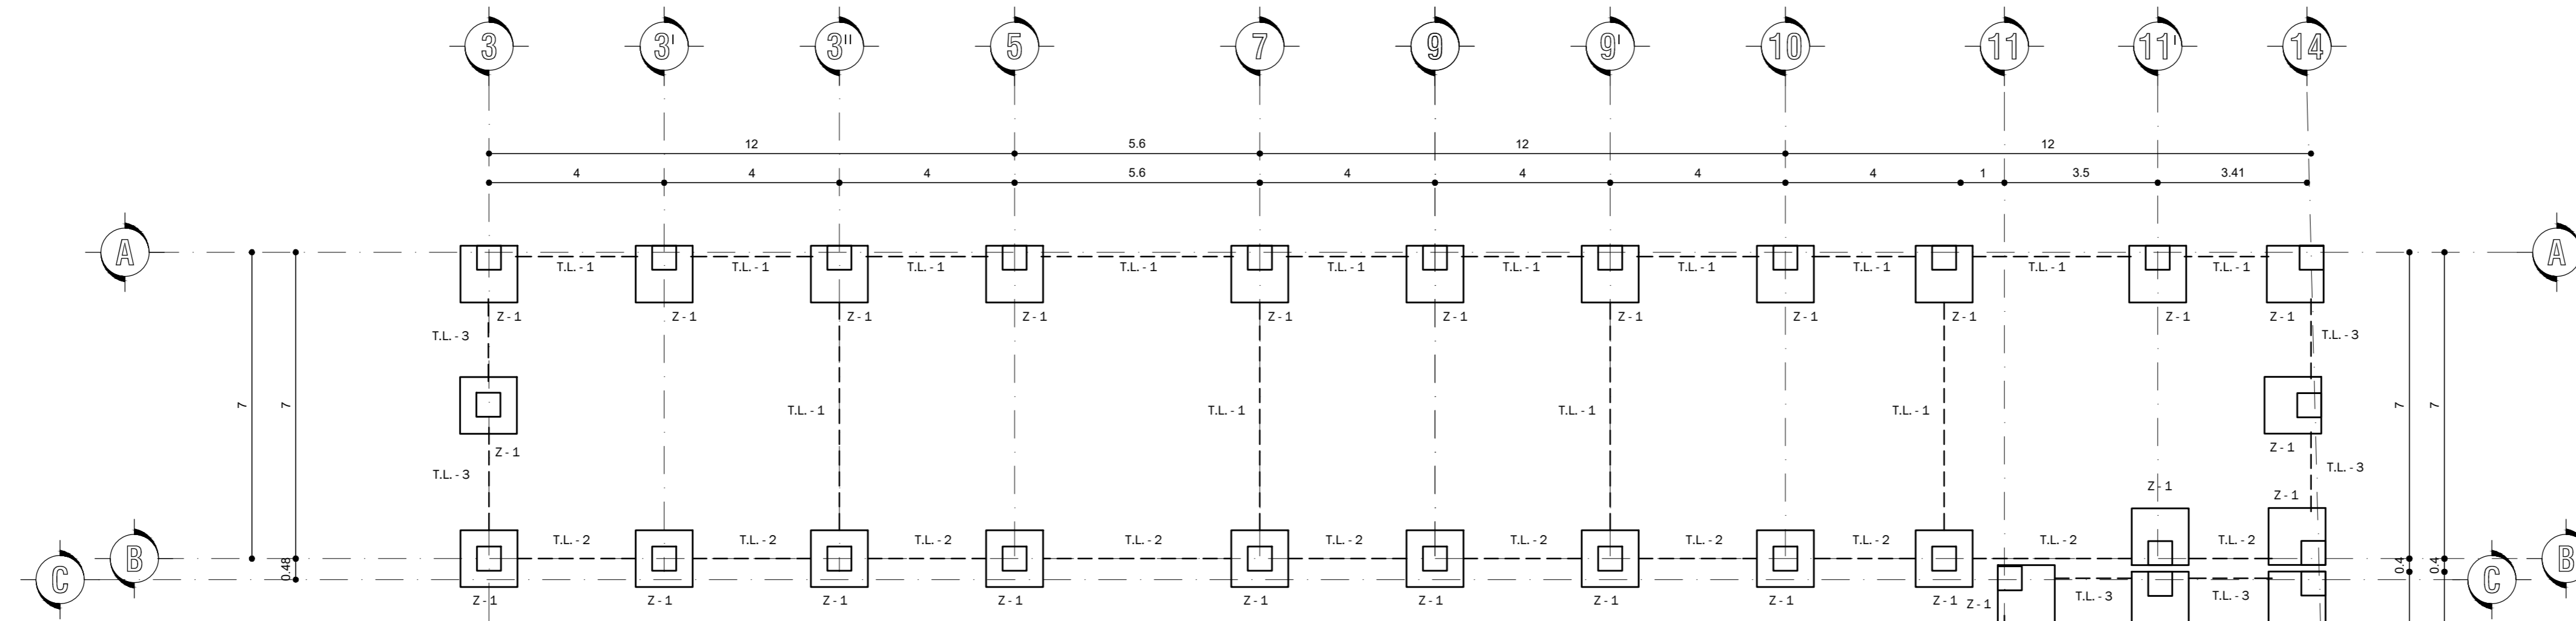 3 3' 3" 5 7 9 9' 10 11 11' 14
12 5.6 12 12
4 4 4 5.6 4 4 4 4 1 3.5 3.41
A A
T.L. - 1 T.L. - 1 T.L. - 1 T.L. - 1 T.L. - 1 T.L. - 1 T.L. - 1 T.L. - 1 T.L. - 1 T.L. - 1
Z - 1 Z - 1 Z - 1 Z - 1 Z - 1 Z - 1 Z - 1 Z - 1 Z - 1 Z - 1 Z - 1
T.L. - 3 T.L. - 3
7 7 T.L. - 1 T.L. - 1 T.L. - 1 T.L. - 1 7 7
Z - 1 Z - 1
T.L. - 3 T.L. - 3
Z - 1 Z - 1
T.L. - 2 T.L. - 2 T.L. - 2 T.L. - 2 T.L. - 2 T.L. - 2 T.L. - 2 T.L. - 2 T.L. - 2 T.L. - 2
B B
0.48 0.4 0.4
C C
T.L. - 3 T.L. - 3
Z - 1 Z - 1 Z - 1 Z - 1 Z - 1 Z - 1 Z - 1 Z - 1 Z - 1 Z - 1